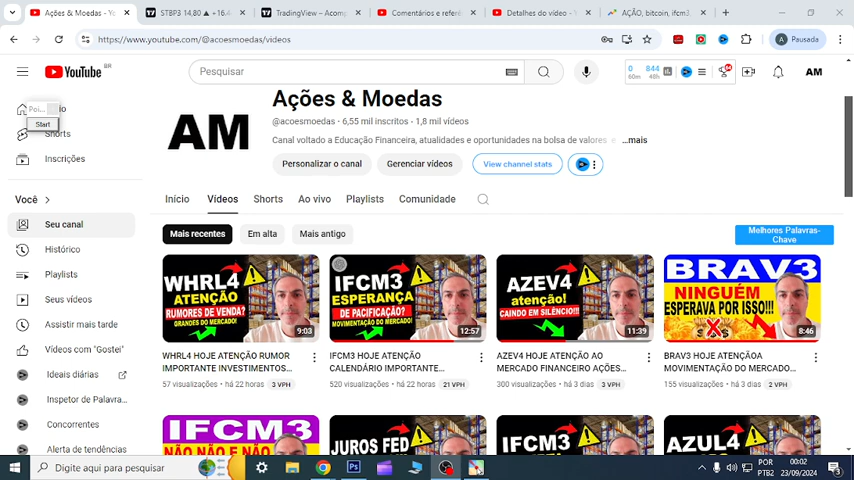 Ações & Moedas - Yo
STBP3 14,80 ▲ +16.4
TradingView – Acomp
Comentários e referê
Detalhes do vídeo - Yo
AÇÃO, bitcoin, ifcm3
https://www.youtube.com/@acoesmoedas/videos
A Pausada
YouTube BR
Pesquisar
0 60m 844 48h
AM
Poi...
Start
Shorts
Inscrições
Você
Seu canal
Histórico
Playlists
Seus vídeos
Assistir mais tarde
Vídeos com "Gostei"
Ideais diárias
Inspetor de Palavra...
Concorrentes
Alerta de tendências
AM
Ações & Moedas
@acoesmoedas • 6,55 mil inscritos • 1,8 mil vídeos
Canal voltado a Educação Financeira, atualidades e oportunidades na bolsa de valores e ...mais
Personalizar o canal
Gerenciar vídeos
View channel stats
Início
Vídeos
Shorts
Ao vivo
Playlists
Comunidade
Mais recentes
Em alta
Mais antigo
Melhores Palavras-
Chave
WHRL4
ATENÇÃO
RUMORES DE VENDA?
GRANDES DO MERCADO!
9:03
WHRL4 HOJE ATENÇÃO RUMOR
IMPORTANTE INVESTIMENTOS...
57 visualizações • há 22 horas
3 VPH
IFCM3
ESPERANÇA
DE PACIFICAÇÃO?
MOVIMENTAÇÃO DO MERCADO!
12:57
IFCM3 HOJE ATENÇÃO
CALENDÁRIO IMPORTANTE...
520 visualizações • há 22 horas
21 VPH
AZEV4
atenção!
CAINDO EM SILÊNCIO!!!
11:39
AZEV4 HOJE ATENÇÃO AO
MERCADO FINANCEIRO AÇÕES...
300 visualizações • há 3 dias
3 VPH
BRAV3
NINGUÉM
ESPERAVA POR ISSO!!!
8:46
BRAV3 HOJE ATENÇÃOA
MOVIMENTAÇÃO DO MERCADO...
155 visualizações • há 3 dias
2 VPH
IFCM3
NÃO NÃO E NÃO
JUROS FED
IFCM3
AZUL4
Digite aqui para pesquisar
POR
PTB2
00:02
23/09/2024
3